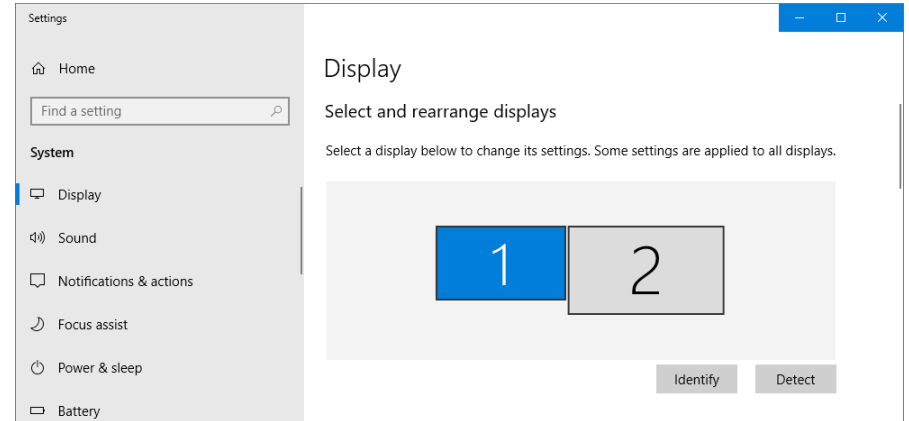 Settings
Home
Find a setting
System
Display
Sound
Notifications & actions
Focus assist
Power & sleep
Battery
Display
Select and rearrange displays
Select a display below to change its settings. Some settings are applied to all displays.
1 2
Identify Detect